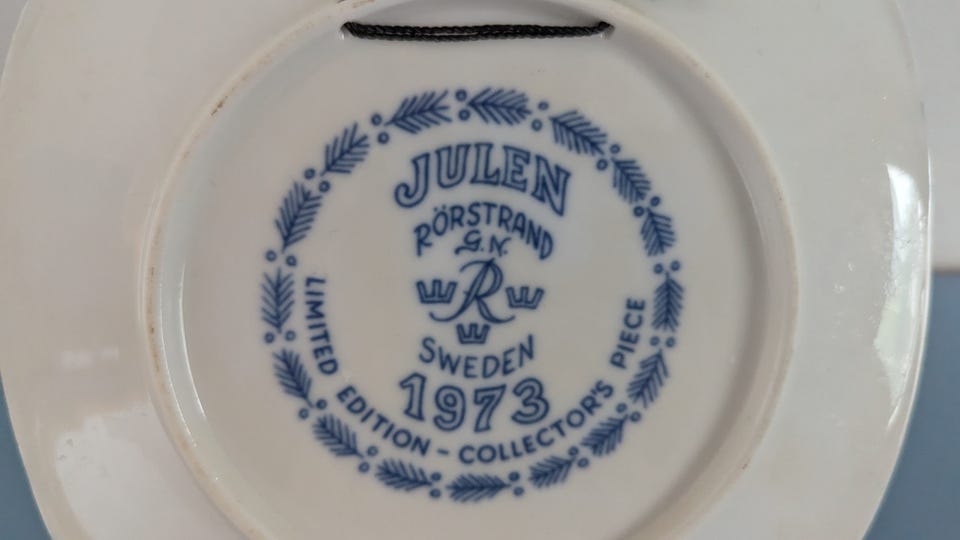 JULEN
RÖRSTRAND
G.N.
R
SWEDEN
1973
LIMITED EDITION - COLLECTOR'S PIECE